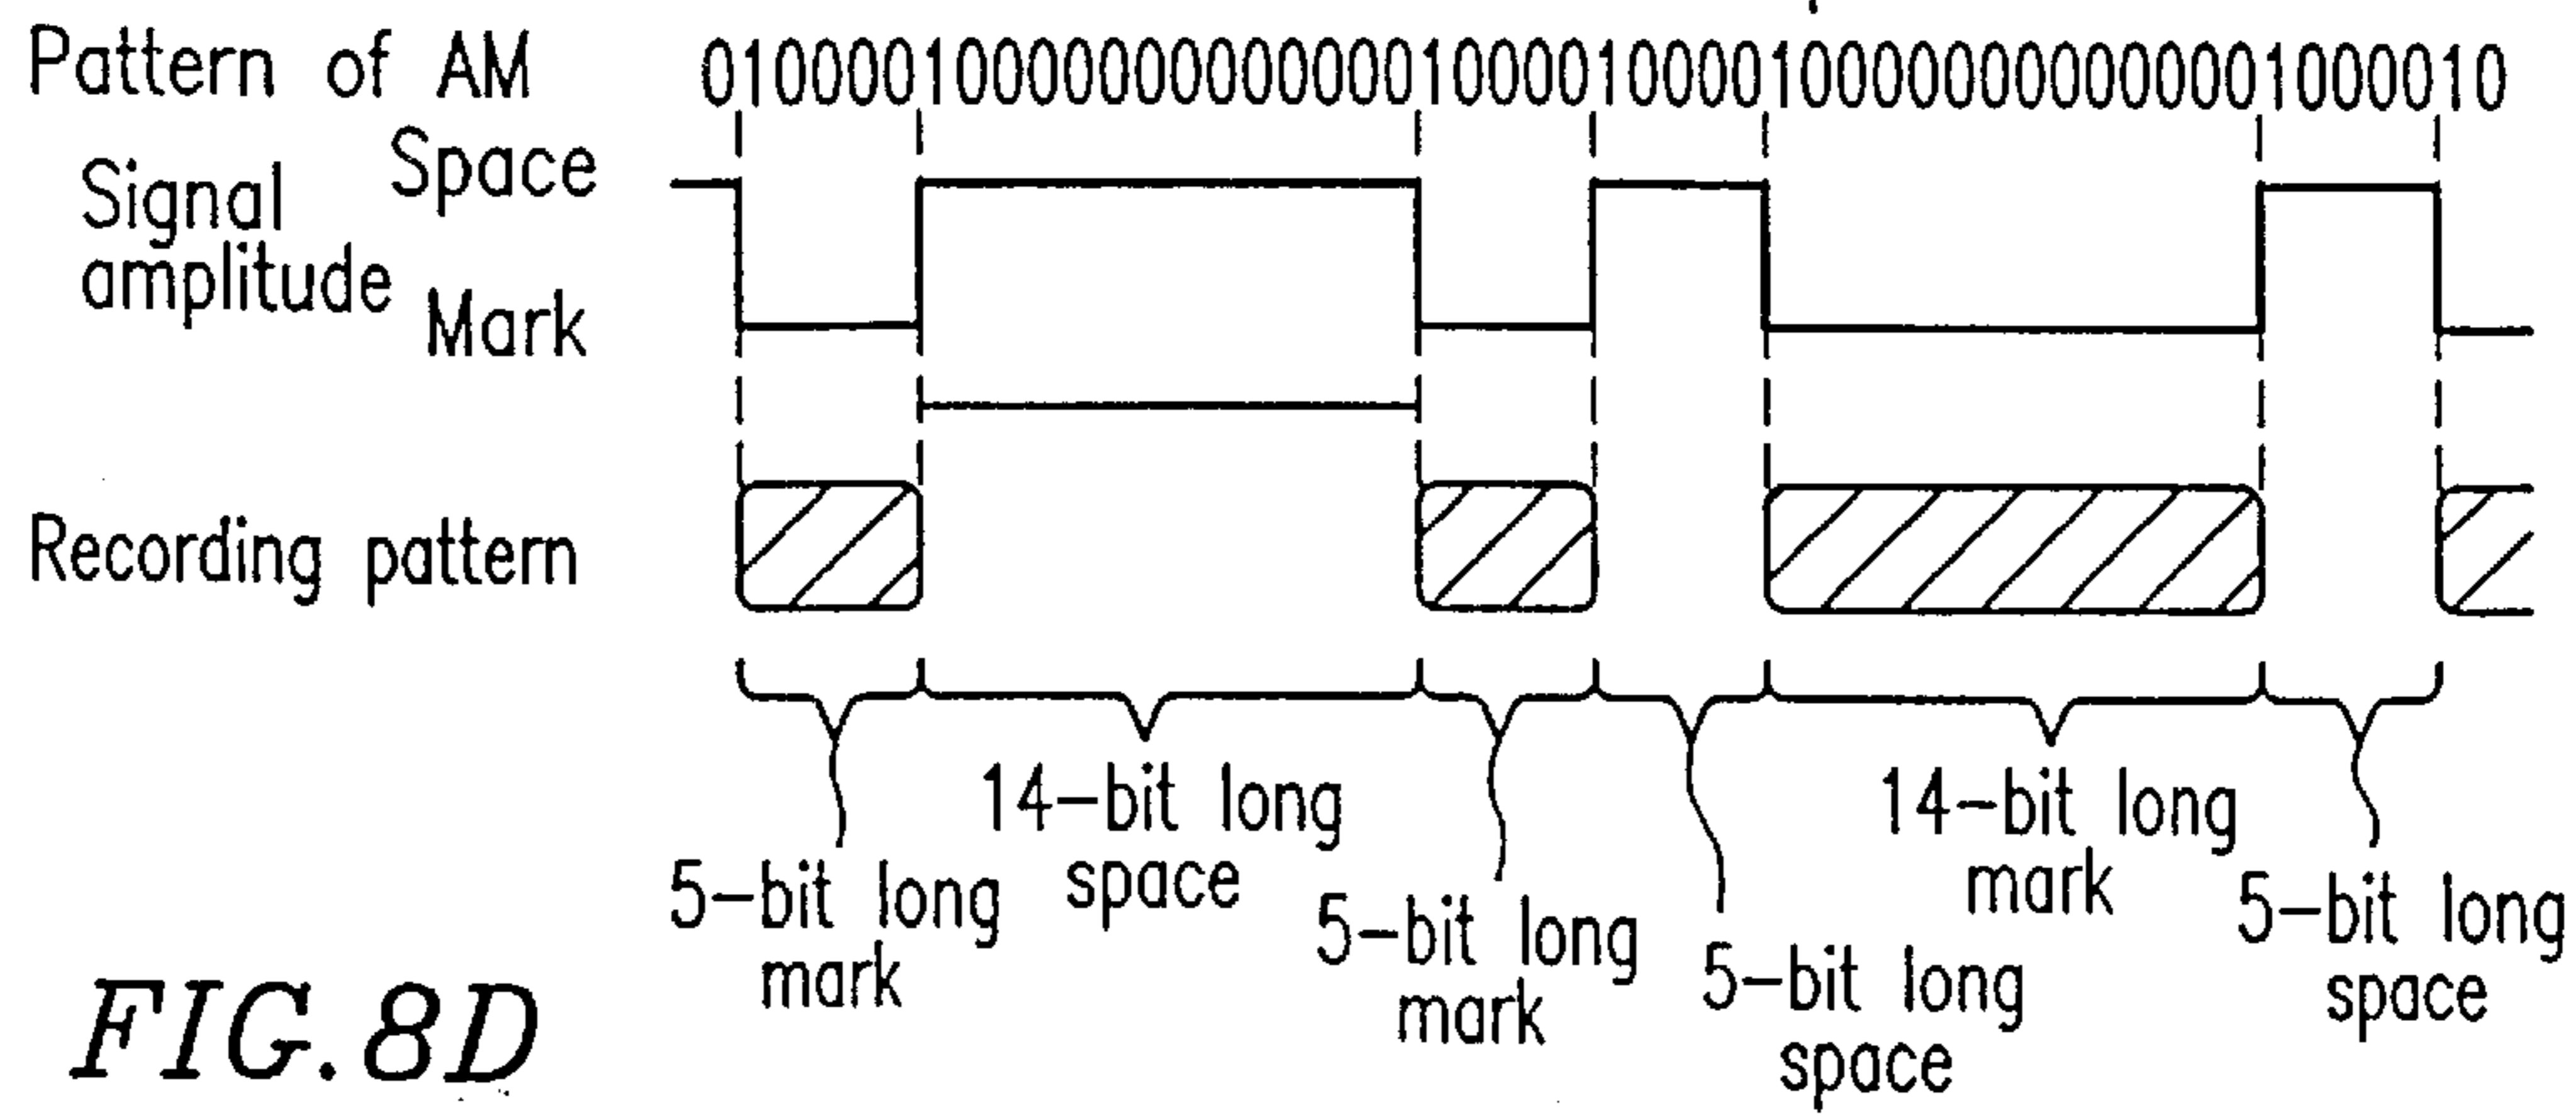 Pattern of AM 010000100000000000001000010000100000000000001000010
Space
Signal amplitude
Mark
Recording pattern
14-bit long space
14-bit long mark
5-bit long mark
5-bit long mark
5-bit long space
5-bit long space
FIG.8D